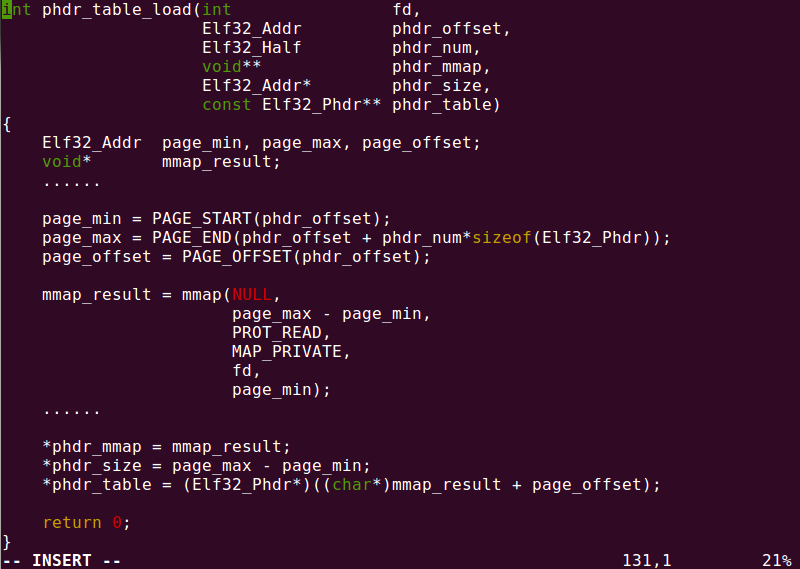 int phdr_table_load(int                fd,
                    Elf32_Addr         phdr_offset,
                    Elf32_Half         phdr_num,
                    void**             phdr_mmap,
                    Elf32_Addr*        phdr_size,
                    const Elf32_Phdr** phdr_table)
{
    Elf32_Addr  page_min, page_max, page_offset;
    void*       mmap_result;
    ......

    page_min = PAGE_START(phdr_offset);
    page_max = PAGE_END(phdr_offset + phdr_num*sizeof(Elf32_Phdr));
    page_offset = PAGE_OFFSET(phdr_offset);

    mmap_result = mmap(NULL,
                       page_max - page_min,
                       PROT_READ,
                       MAP_PRIVATE,
                       fd,
                       page_min);
    ......

    *phdr_mmap = mmap_result;
    *phdr_size = page_max - page_min;
    *phdr_table = (Elf32_Phdr*)((char*)mmap_result + page_offset);

    return 0;
}
-- INSERT --                                                  131,1         21%